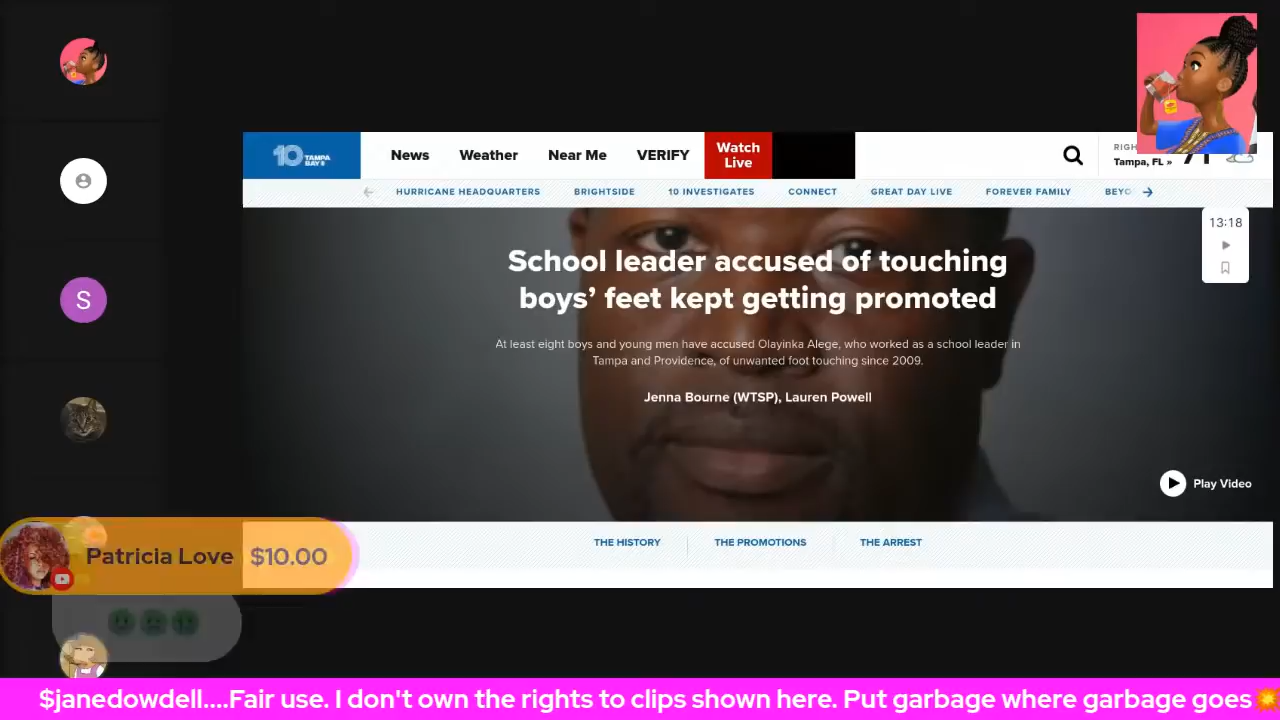 10 TAMPA BAY
News Weather Near Me VERIFY Watch Live
Tampa, FL »
HURRICANE HEADQUARTERS BRIGHTSIDE 10 INVESTIGATES CONNECT GREAT DAY LIVE FOREVER FAMILY
13:18
School leader accused of touching
boys’ feet kept getting promoted
At least eight boys and young men have accused Olayinka Alege, who worked as a school leader in
Tampa and Providence, of unwanted foot touching since 2009.
Jenna Bourne (WTSP), Lauren Powell
S
Play Video
THE HISTORY THE PROMOTIONS THE ARREST
Patricia Love $10.00
$janedowdell....Fair use. I don't own the rights to clips shown here. Put garbage where garbage goes💥